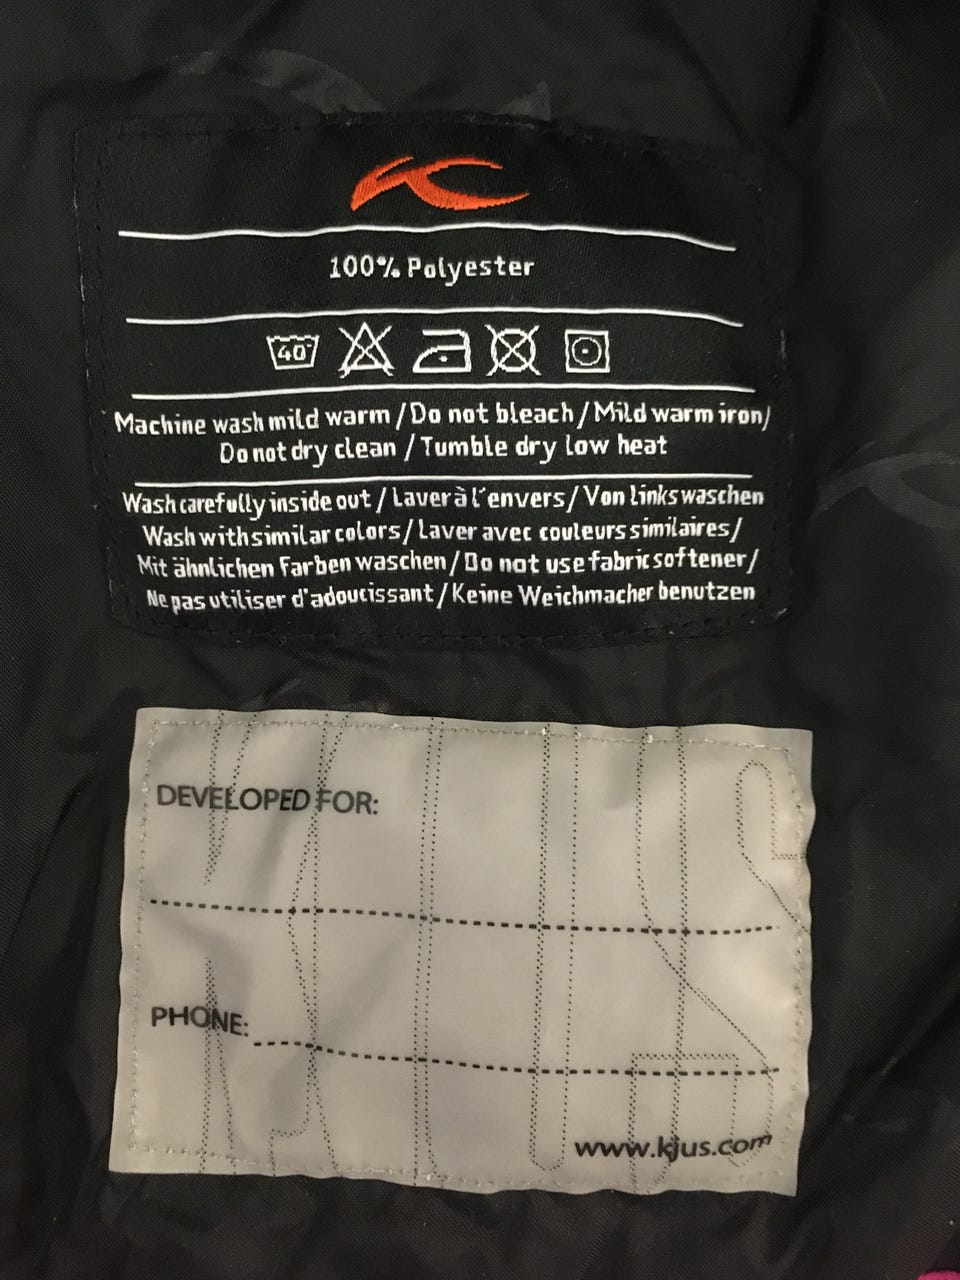 100% Polyester
40°
Machine wash mild warm / Do not bleach / Mild warm iron/
Do not dry clean / Tumble dry low heat
Wash carefully inside out / Laver à l'envers / Von links waschen
Wash with similar colors / Laver avec couleurs similaires /
Mit ähnlichen Farben waschen / Do not use fabric softener /
Ne pas utiliser d'adoucissant / Keine Weichmacher benutzen
DEVELOPED FOR:
PHONE:
www.kjus.com